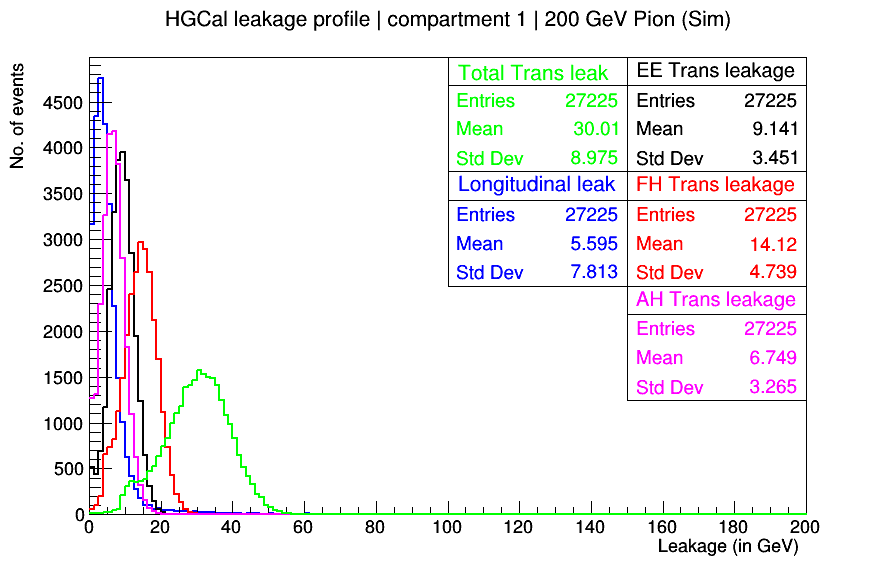 HGCal leakage profile | compartment 1 | 200 GeV Pion (Sim)
No. of events
4500
4000
3500
3000
2500
2000
1500
1000
500
0
0 20 40 60 80 100 120 140 160 180 200
Leakage (in GeV)
Total Trans leak
Entries 27225
Mean 30.01
Std Dev 8.975
Longitudinal leak
Entries 27225
Mean 5.595
Std Dev 7.813
EE Trans leakage
Entries 27225
Mean 9.141
Std Dev 3.451
FH Trans leakage
Entries 27225
Mean 14.12
Std Dev 4.739
AH Trans leakage
Entries 27225
Mean 6.749
Std Dev 3.265